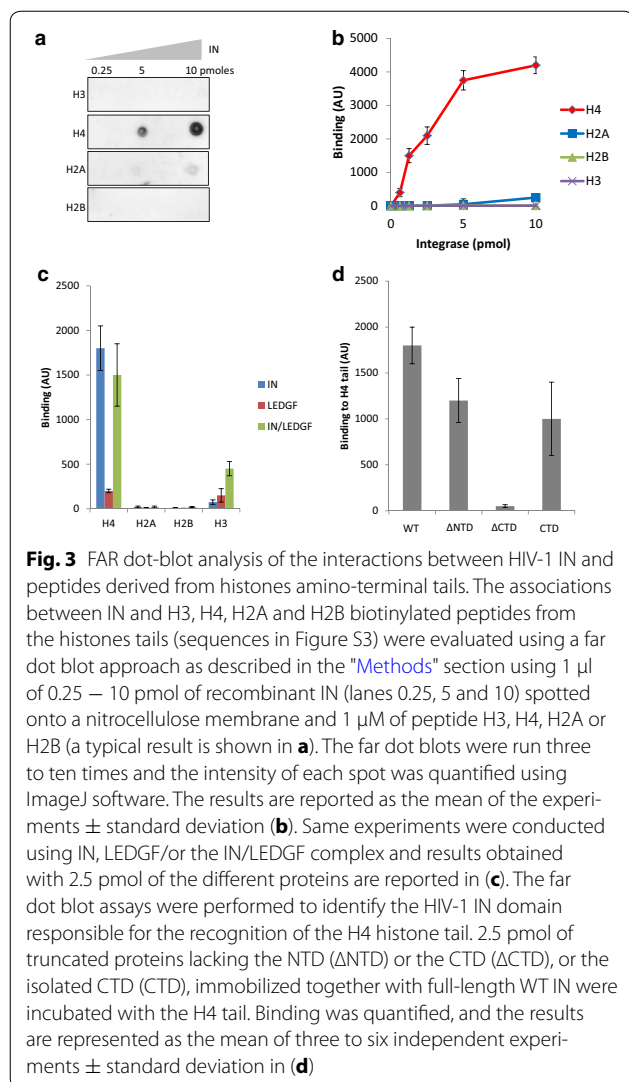 a
IN
0.25 5 10 pmoles
H3
H4
H2A
H2B
b
5000
4000
3000
2000
1000
0
Binding (AU)
0 5 10
Integrase (pmol)
H4
H2A
H2B
H3
c
2500
2000
1500
1000
500
0
Binding (AU)
H4 H2A H2B H3
IN
LEDGF
IN/LEDGF
d
2500
2000
1500
1000
500
0
Binding to H4 tail (AU)
WT ΔNTD ΔCTD CTD
Fig. 3 FAR dot-blot analysis of the interactions between HIV-1 IN and
peptides derived from histones amino-terminal tails. The associations
between IN and H3, H4, H2A and H2B biotinylated peptides from
the histones tails (sequences in Figure S3) were evaluated using a far
dot blot approach as described in the "Methods" section using 1 µl
of 0.25 − 10 pmol of recombinant IN (lanes 0.25, 5 and 10) spotted
onto a nitrocellulose membrane and 1 µM of peptide H3, H4, H2A or
H2B (a typical result is shown in a). The far dot blots were run three
to ten times and the intensity of each spot was quantified using
ImageJ software. The results are reported as the mean of the experi-
ments ± standard deviation (b). Same experiments were conducted
using IN, LEDGF/or the IN/LEDGF complex and results obtained
with 2.5 pmol of the different proteins are reported in (c). The far
dot blot assays were performed to identify the HIV-1 IN domain
responsible for the recognition of the H4 histone tail. 2.5 pmol of
truncated proteins lacking the NTD (ΔNTD) or the CTD (ΔCTD), or the
isolated CTD (CTD), immobilized together with full-length WT IN were
incubated with the H4 tail. Binding was quantified, and the results
are represented as the mean of three to six independent experi-
ments ± standard deviation in (d)